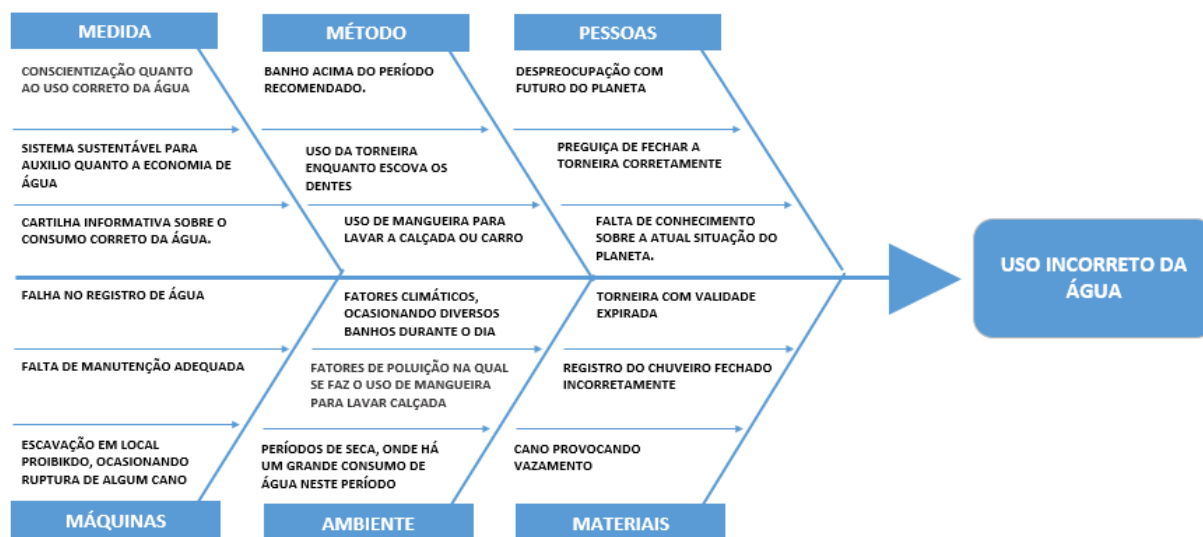 MEDIDA
MÉTODO
PESSOAS
CONSCIENTIZAÇÃO QUANTO
AO USO CORRETO DA ÁGUA
SISTEMA SUSTENTÁVEL PARA
AUXILIO QUANTO A ECONOMIA DE
ÁGUA
CARTILHA INFORMATIVA SOBRE O
CONSUMO CORRETO DA ÁGUA.
BANHO ACIMA DO PERÍODO
RECOMENDADO.
USO DA TORNEIRA
ENQUANTO ESCOVA OS
DENTES
USO DE MANGUEIRA PARA
LAVAR A CALÇADA OU CARRO
DESPREOCUPAÇÃO COM
FUTURO DO PLANETA
PREGUIÇA DE FECHAR A
TORNEIRA CORRETAMENTE
FALTA DE CONHECIMENTO
SOBRE A ATUAL SITUAÇÃO DO
PLANETA.
USO INCORRETO DA
ÁGUA
FALHA NO REGISTRO DE ÁGUA
FALTA DE MANUTENÇÃO ADEQUADA
ESCAVAÇÃO EM LOCAL
PROIBIKDO, OCASIONANDO
RUPTURA DE ALGUM CANO
FATORES CLIMÁTICOS,
OCASIONANDO DIVERSOS
BANHOS DURANTE O DIA
FATORES DE POLUIÇÃO NA QUAL
SE FAZ O USO DE MANGUEIRA
PARA LAVAR CALÇADA
PERÍODOS DE SECA, ONDE HÁ
UM GRANDE CONSUMO DE
ÁGUA NESTE PERÍODO
TORNEIRA COM VALIDADE
EXPIRADA
REGISTRO DO CHUVEIRO FECHADO
INCORRETAMENTE
CANO PROVOCANDO
VAZAMENTO
MÁQUINAS
AMBIENTE
MATERIAIS